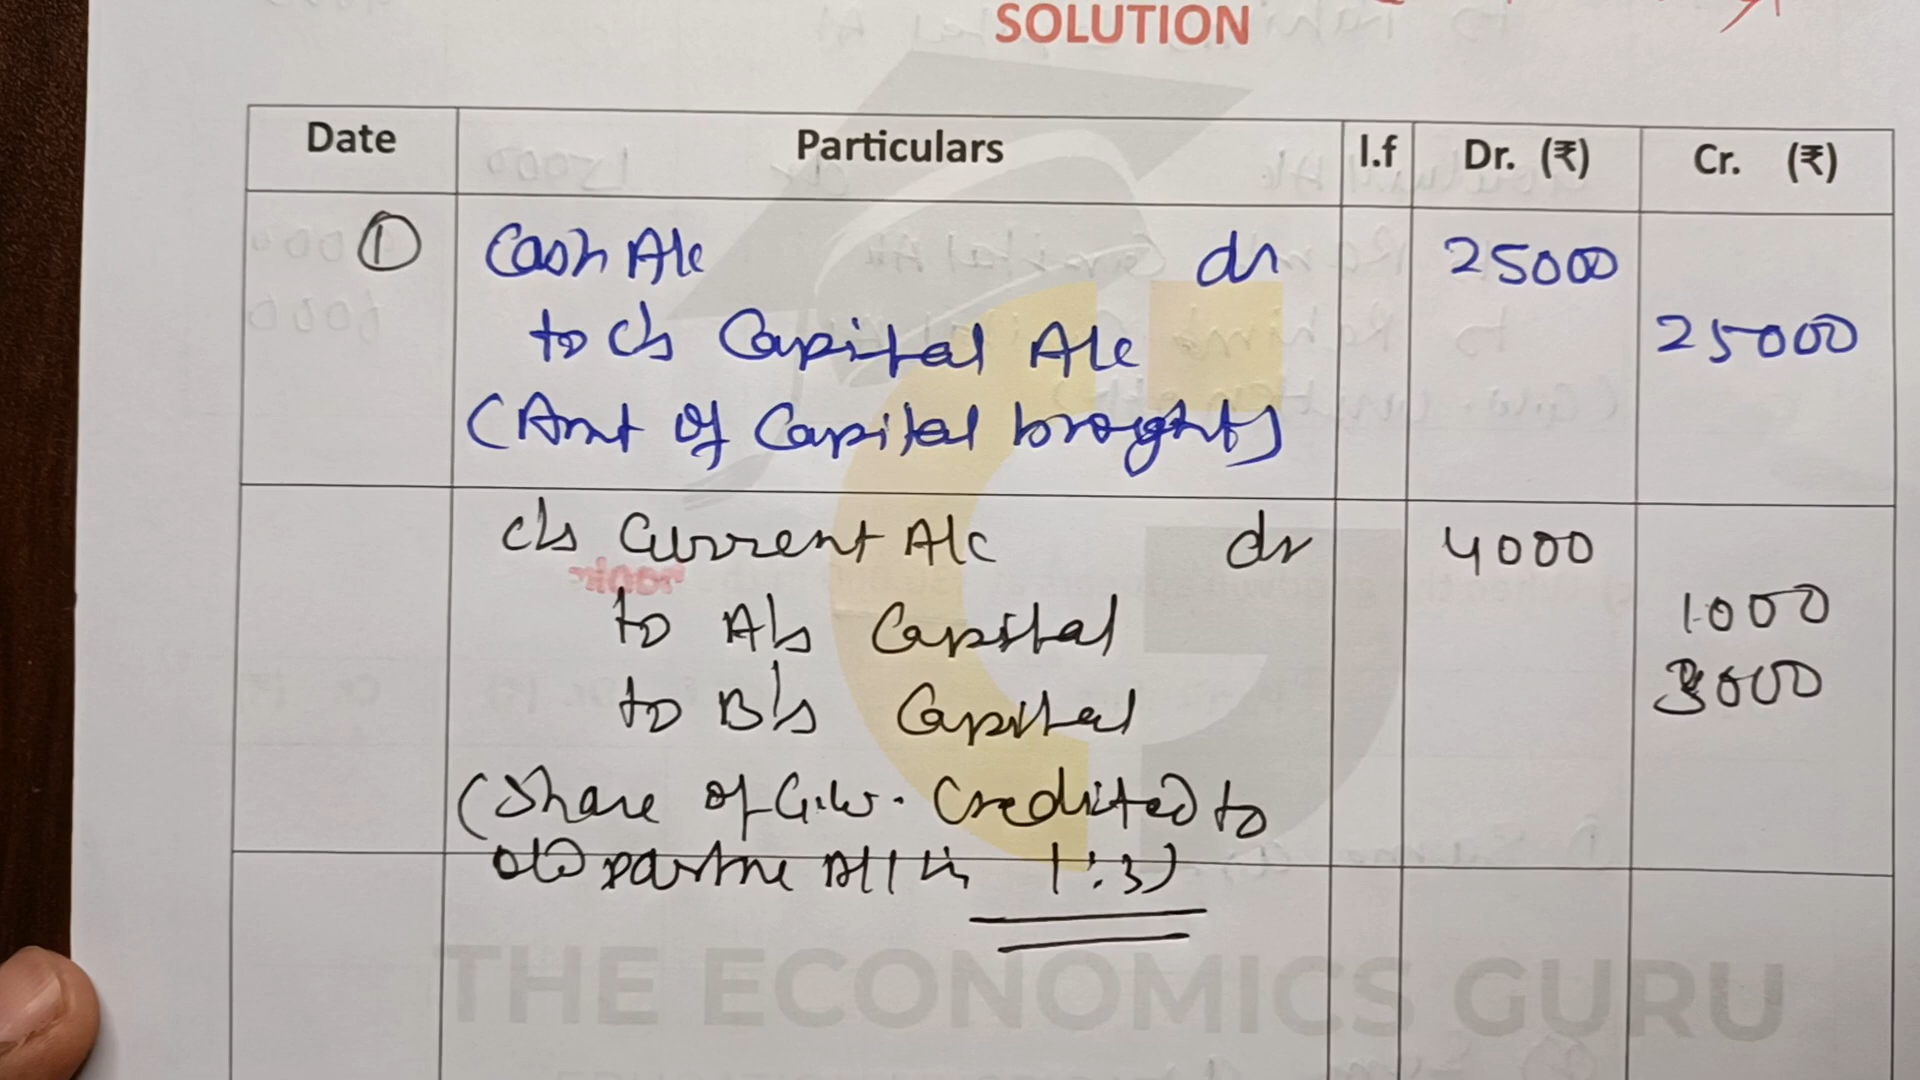 SOLUTION
Date Particulars l.f Dr. (₹) Cr. (₹)
① Cash A/c dr 25000
to C's Capital A/c 25000
(Amt of Capital brought)
C's Current A/c dr 4000
to A's Capital 1000
to B's Capital 3000
(Share of G.w. Credited to
old partne A/c in 1:3)
THE ECONOMICS GURU